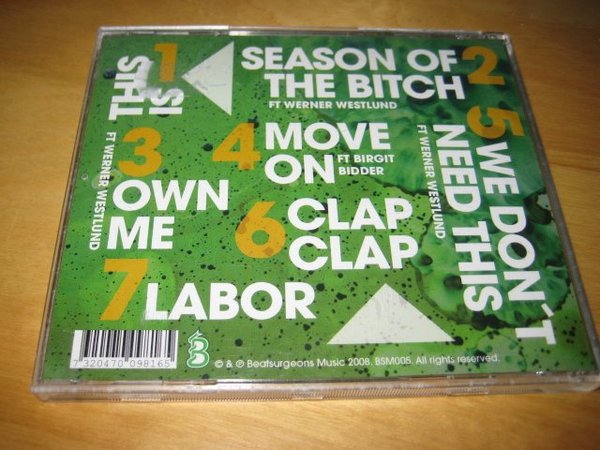 1
THIS
IS
SEASON OF
THE BITCH
2
FT WERNER WESTLUND
3
OWN
ME
FT WERNER WESTLUND
4
MOVE
ON
FT BIRGIT
BIDDER
5
WE DON´T
NEED THIS
FT WERNER WESTLUND
6
CLAP
CLAP
7 LABOR
7 320470 098165
B
© & ℗ Beatsurgeons Music 2008. BSM005. All rights reserved.